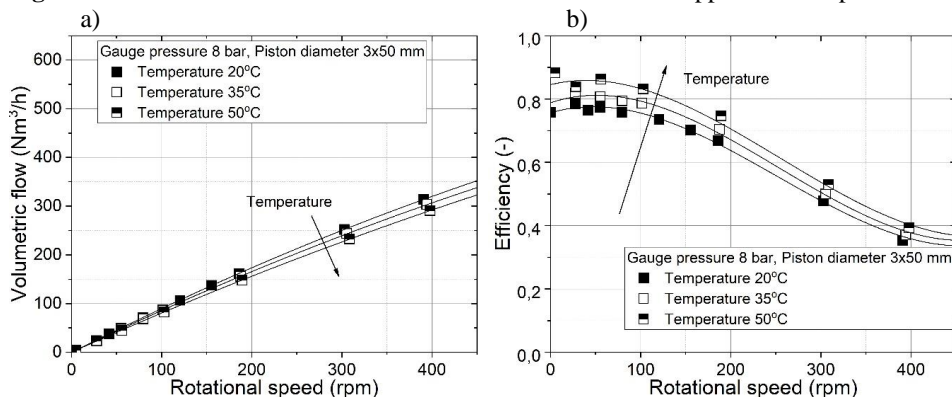 a)
b)
Gauge pressure 8 bar, Piston diameter 3x50 mm
Temperature 20°C
Temperature 35°C
Temperature 50°C
Temperature
Volumetric flow (Nm³/h)
600
500
400
300
200
100
0
0 100 200 300 400
Rotational speed (rpm)
Temperature
Efficiency (-)
1,0
0,8
0,6
0,4
0,2
0,0
Gauge pressure 8 bar, Piston diameter 3x50 mm
Temperature 20°C
Temperature 35°C
Temperature 50°C
0 100 200 300 400
Rotational speed (rpm)